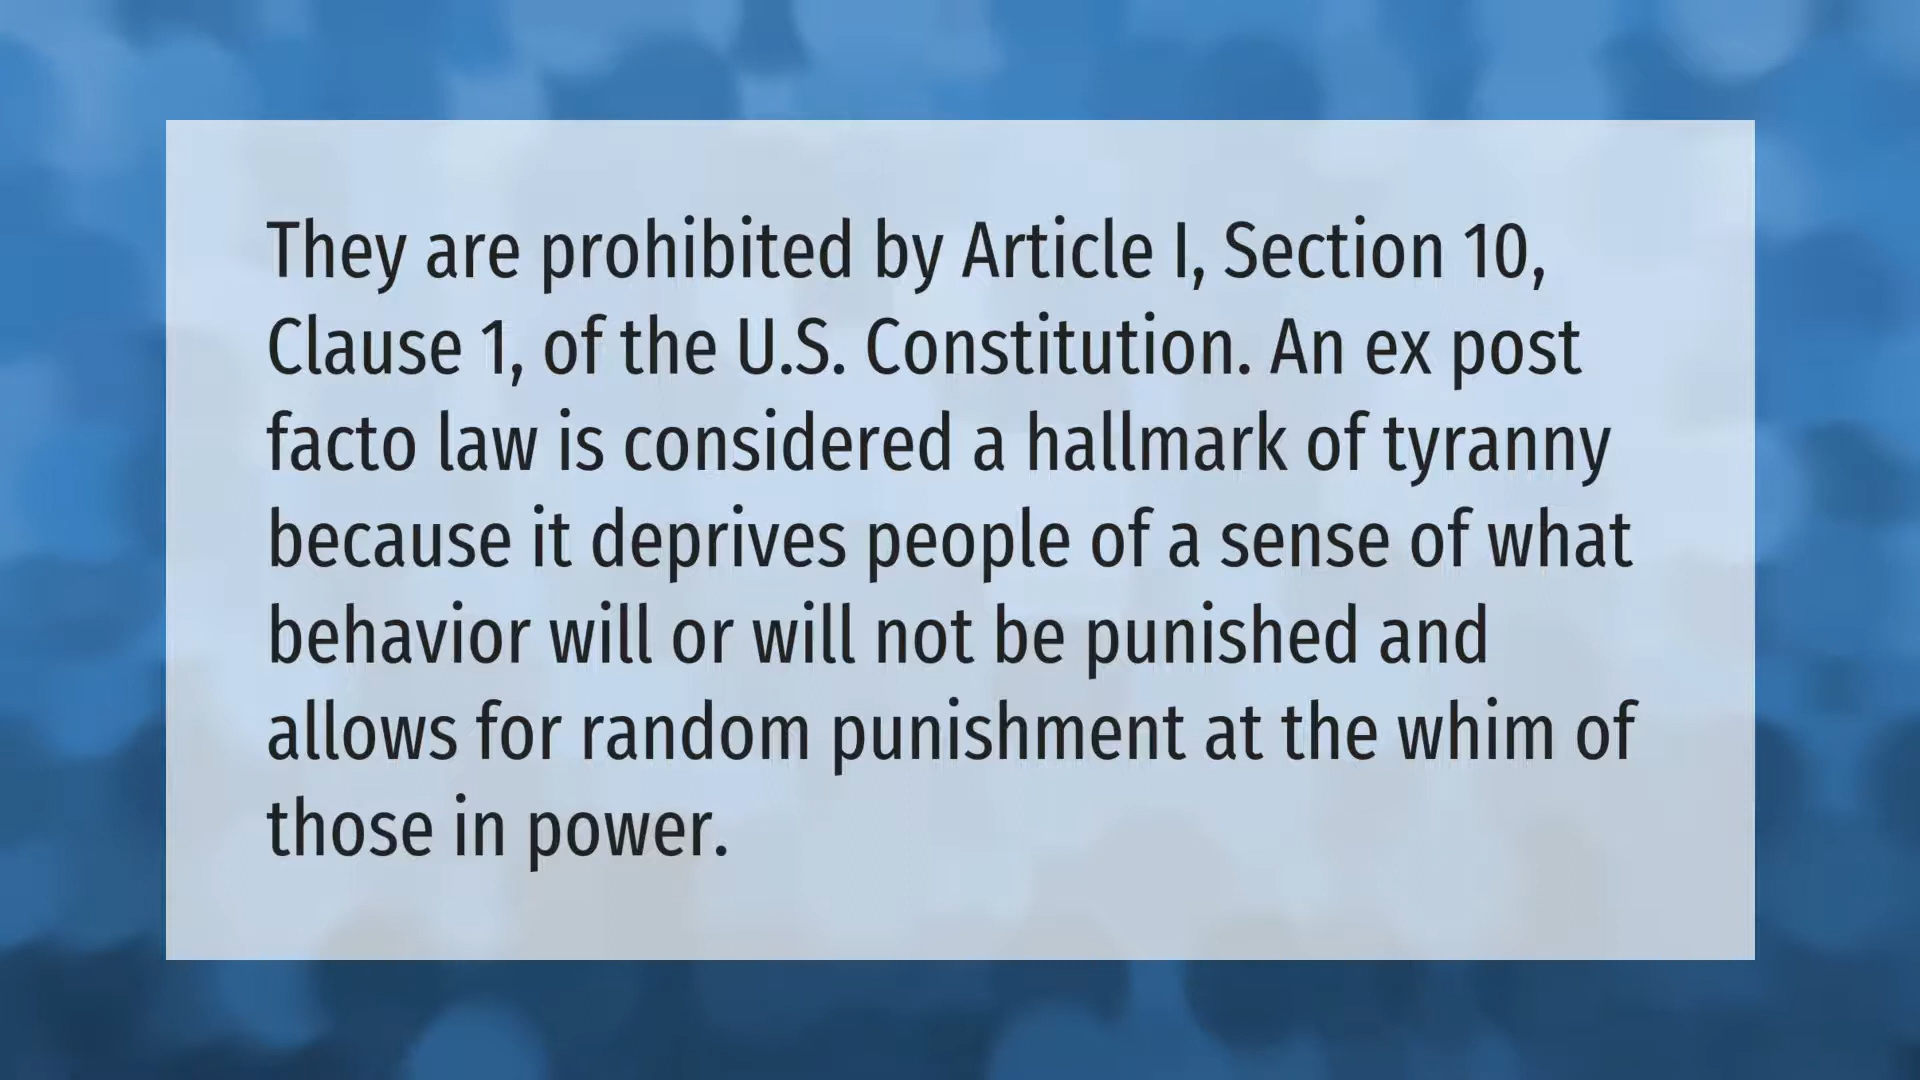 They are prohibited by Article I, Section 10,
Clause 1, of the U.S. Constitution. An ex post
facto law is considered a hallmark of tyranny
because it deprives people of a sense of what
behavior will or will not be punished and
allows for random punishment at the whim of
those in power.